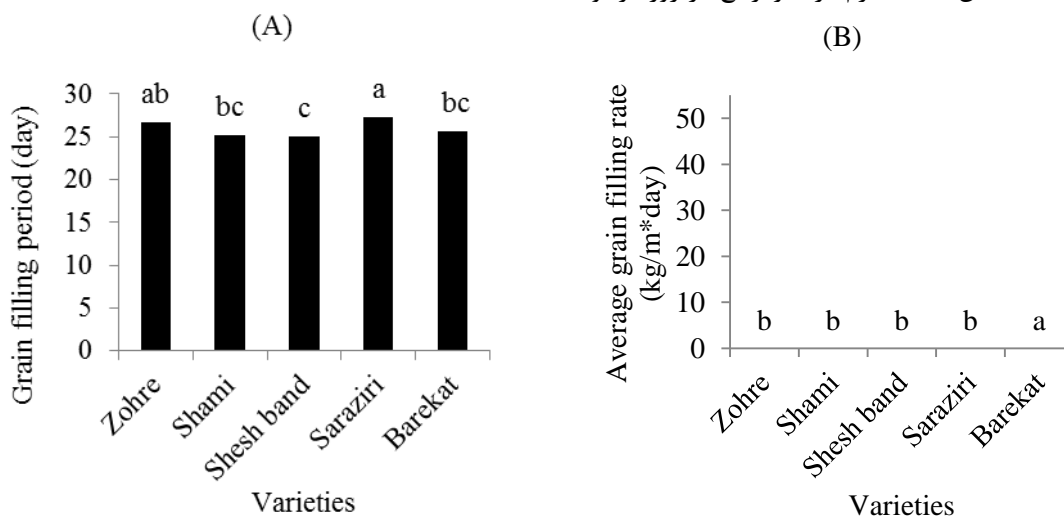 (A)
(B)
Grain filling period (day)
30
25
20
15
10
5
0
ab
bc
c
a
bc
Zohre
Shami
Shesh band
Saraziri
Barekat
Varieties
Average grain filling rate
(kg/m*day)
50
40
30
20
10
0
b
b
b
b
a
Zohre
Shami
Shesh band
Saraziri
Barekat
Varieties